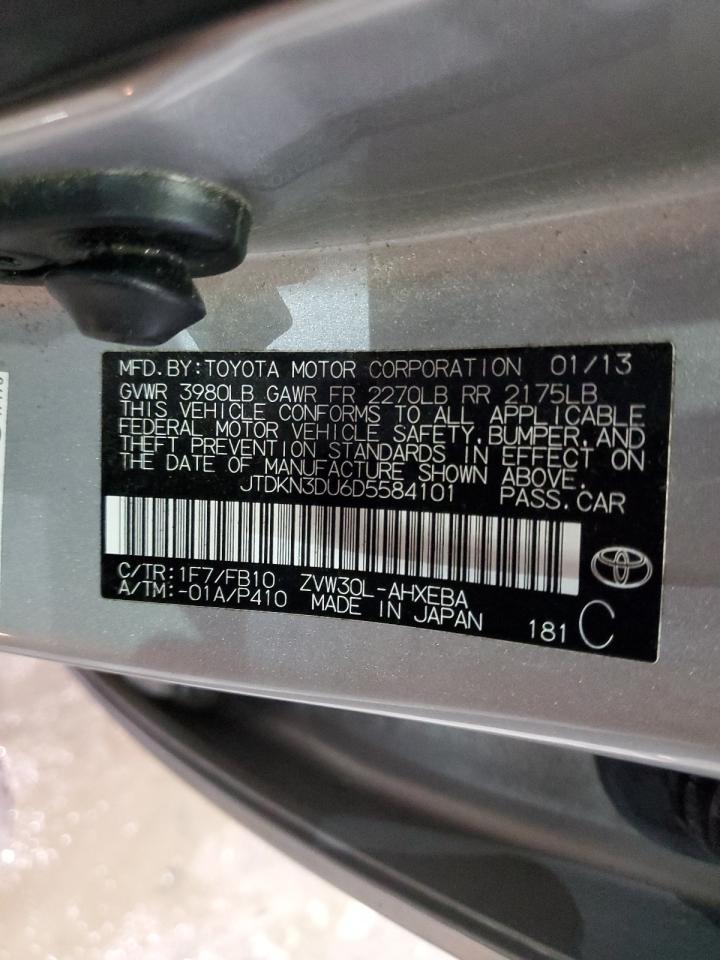 MFD. BY: TOYOTA MOTOR CORPORATION 01/13
GVWR 3980LB GAWR FR 2270LB RR 2175LB
THIS VEHICLE CONFORMS TO ALL APPLICABLE
FEDERAL MOTOR VEHICLE SAFETY, BUMPER, AND
THEFT PREVENTION STANDARDS IN EFFECT ON
THE DATE OF MANUFACTURE SHOWN ABOVE.
JTDKN3DU6D5584101 PASS. CAR
C/TR: 1F7/FB10 ZVW30L-AHXEBA
A/TM: -01A/P410 MADE IN JAPAN
181 C